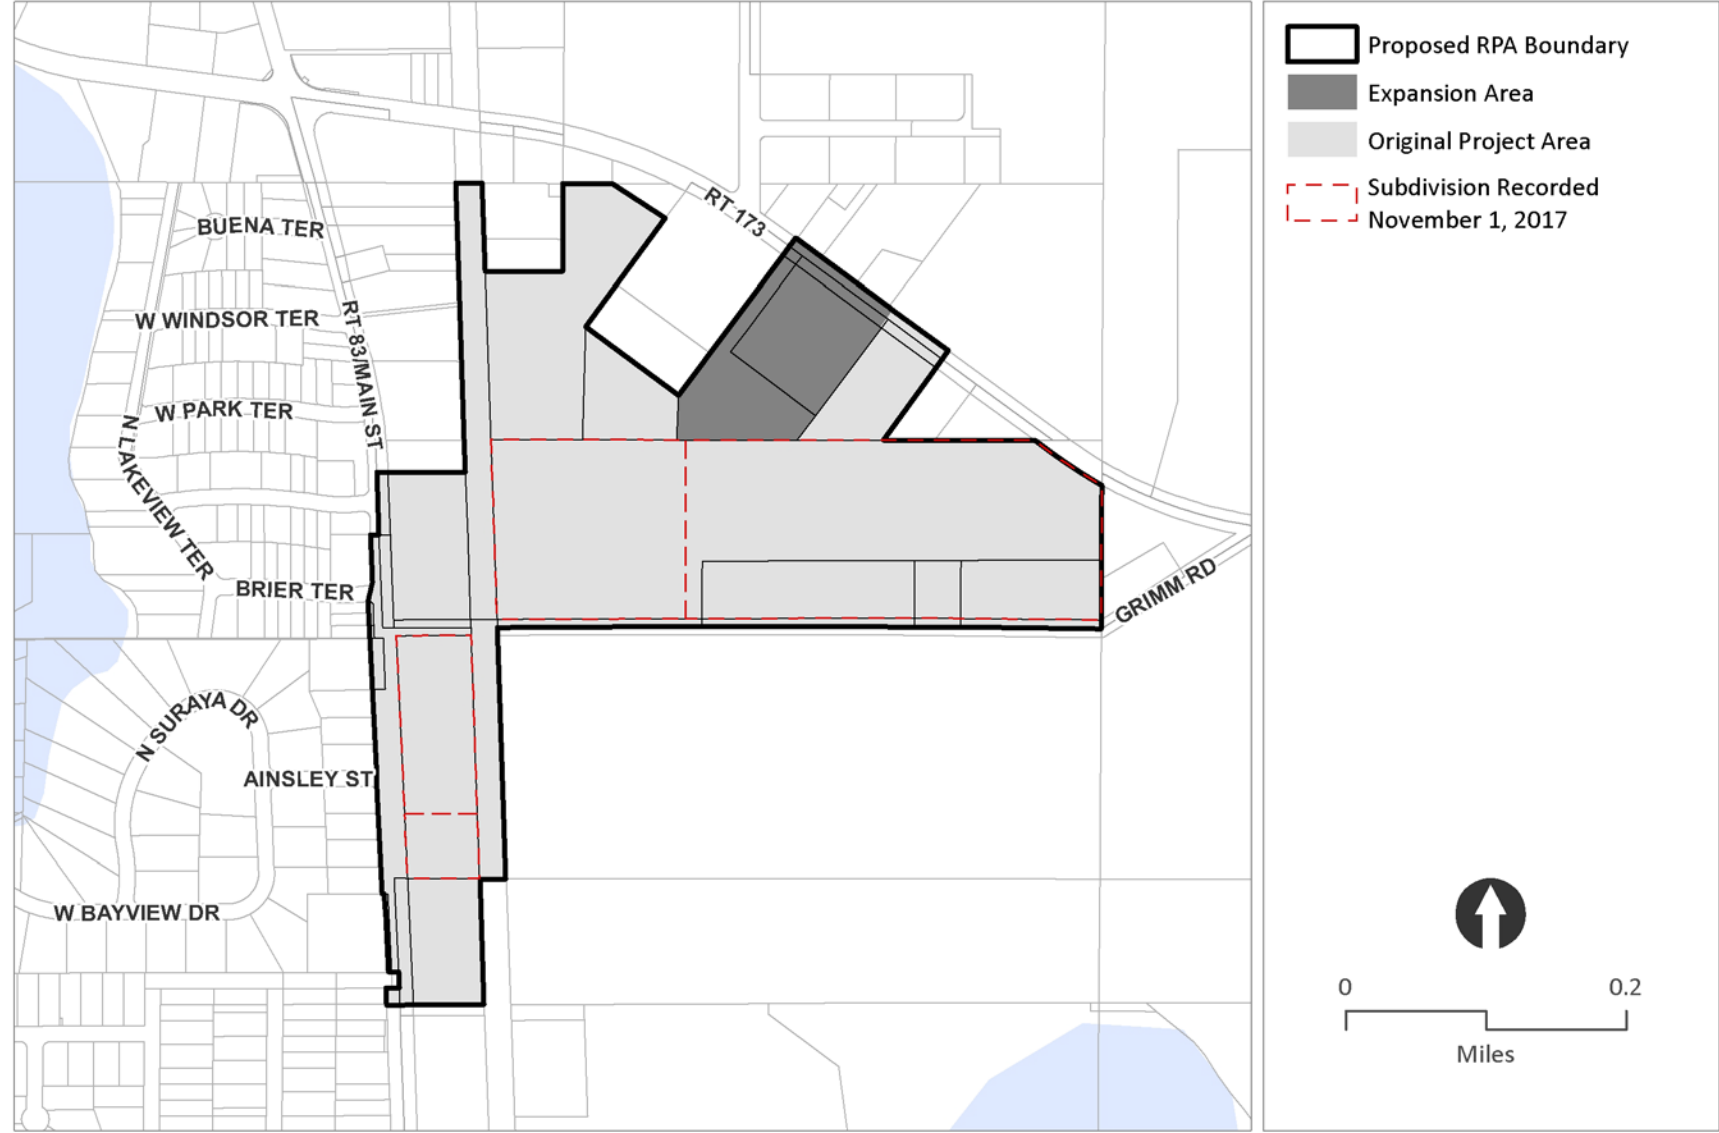 Proposed RPA Boundary
Expansion Area
Original Project Area
Subdivision Recorded
November 1, 2017
RT 173
BUENA TER
W WINDSOR TER
RT 83/MAIN ST
W PARK TER
N LAKEVIEW TER
BRIER TER
GRIMM RD
N SURAYA DR
AINSLEY ST
W BAYVIEW DR
0
0.2
Miles